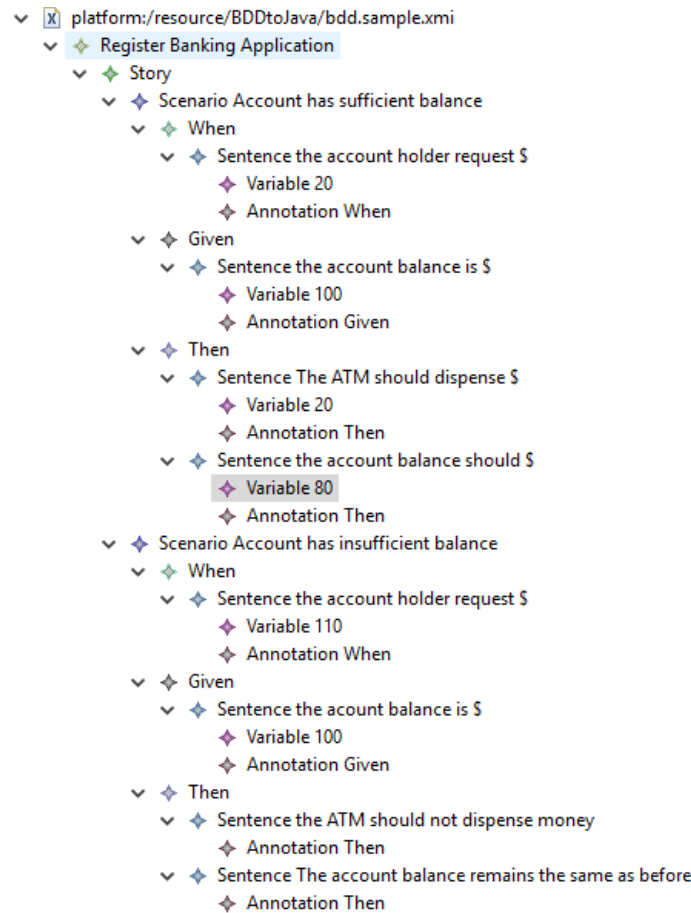 platform:/resource/BDDtoJava/bdd.sample.xmi
Register Banking Application
Story
Scenario Account has sufficient balance
When
Sentence the account holder request $
Variable 20
Annotation When
Given
Sentence the account balance is $
Variable 100
Annotation Given
Then
Sentence The ATM should dispense $
Variable 20
Annotation Then
Sentence the account balance should $
Variable 80
Annotation Then
Scenario Account has insufficient balance
When
Sentence the account holder request $
Variable 110
Annotation When
Given
Sentence the acount balance is $
Variable 100
Annotation Given
Then
Sentence the ATM should not dispense money
Annotation Then
Sentence The account balance remains the same as before
Annotation Then